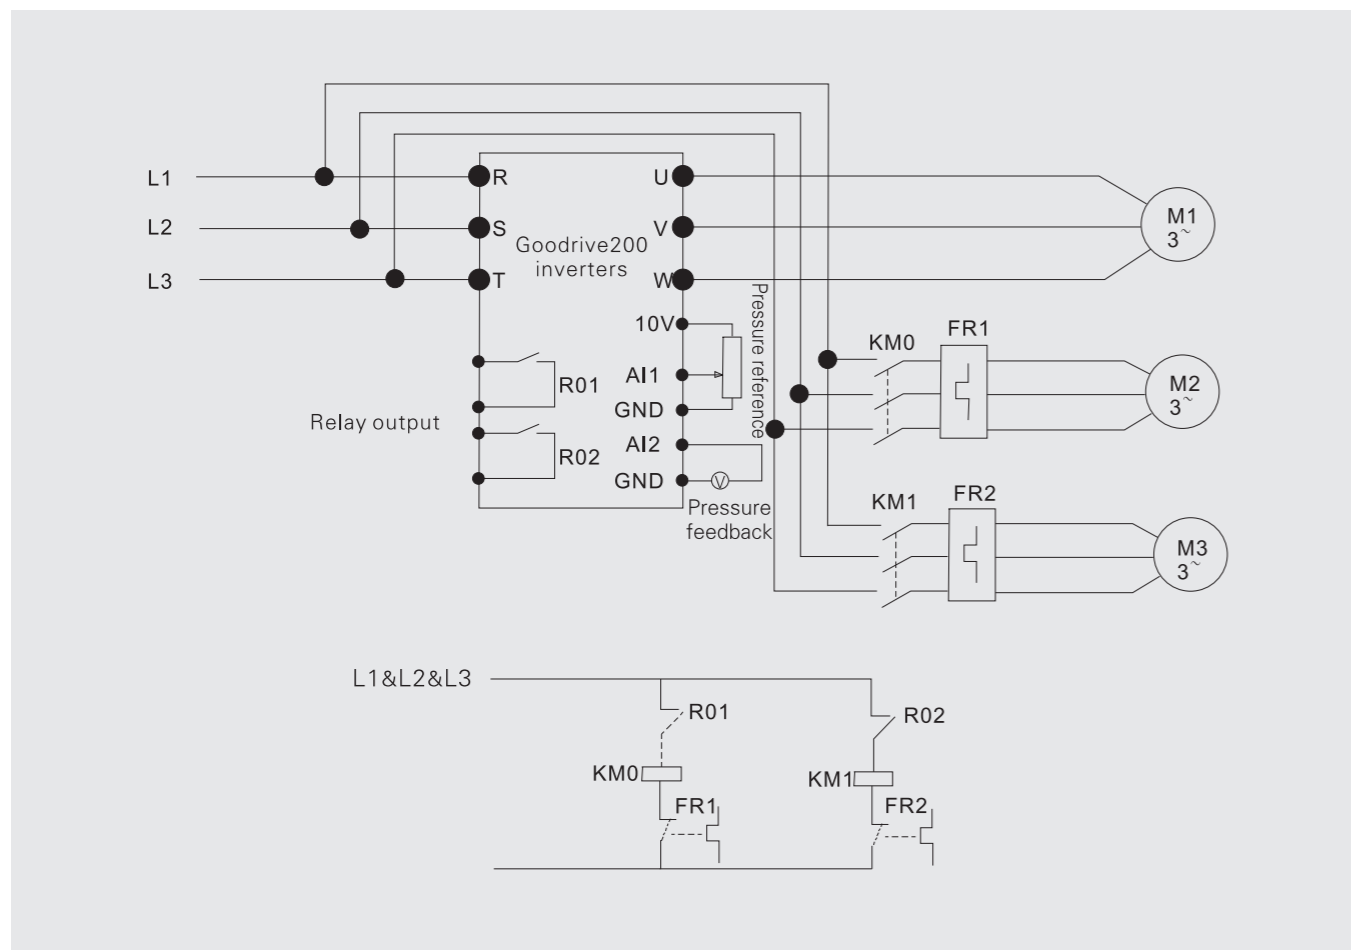 L1
R
U
M1
3~
L2
S
V
Goodrive200
inverters
L3
T
W
10V
Pressure reference
KM0
FR1
AI1
R01
M2
3~
GND
Relay output
AI2
R02
GND
Pressure
feedback
KM1
FR2
M3
3~
L1&L2&L3
R01
R02
KM0
KM1
FR1
FR2
V